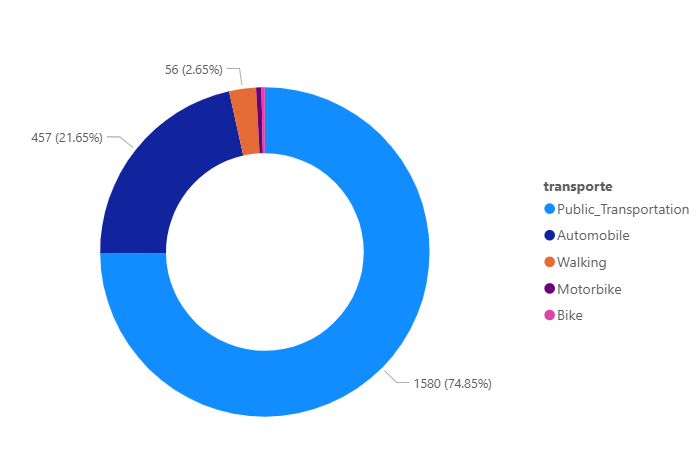 56 (2.65%)
457 (21.65%)
transporte
Public_Transportation
Automobile
Walking
Motorbike
Bike
1580 (74.85%)